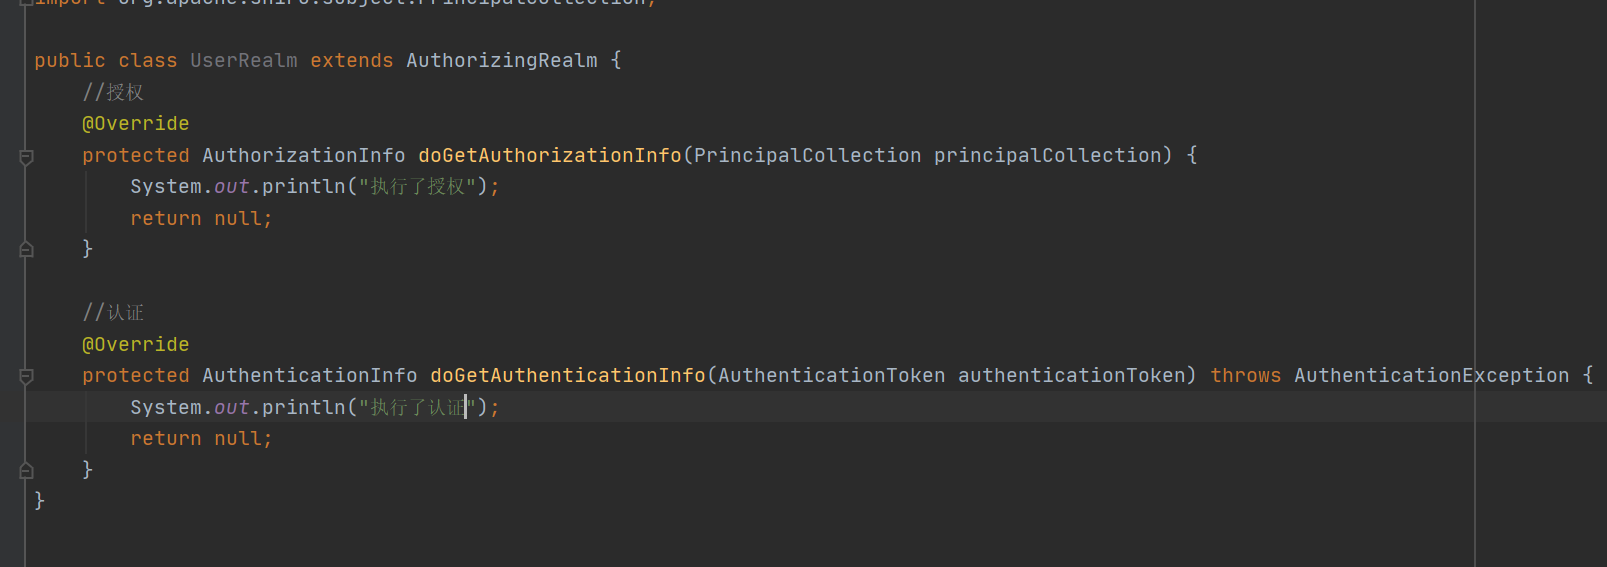 import org.apache.shiro.subject.PrincipalCollection;
public class UserRealm extends AuthorizingRealm {
//授权
@Override
protected AuthorizationInfo doGetAuthorizationInfo(PrincipalCollection principalCollection) {
System.out.println("执行了授权");
return null;
}
//认证
@Override
protected AuthenticationInfo doGetAuthenticationInfo(AuthenticationToken authenticationToken) throws AuthenticationException {
System.out.println("执行了认证");
return null;
}
}